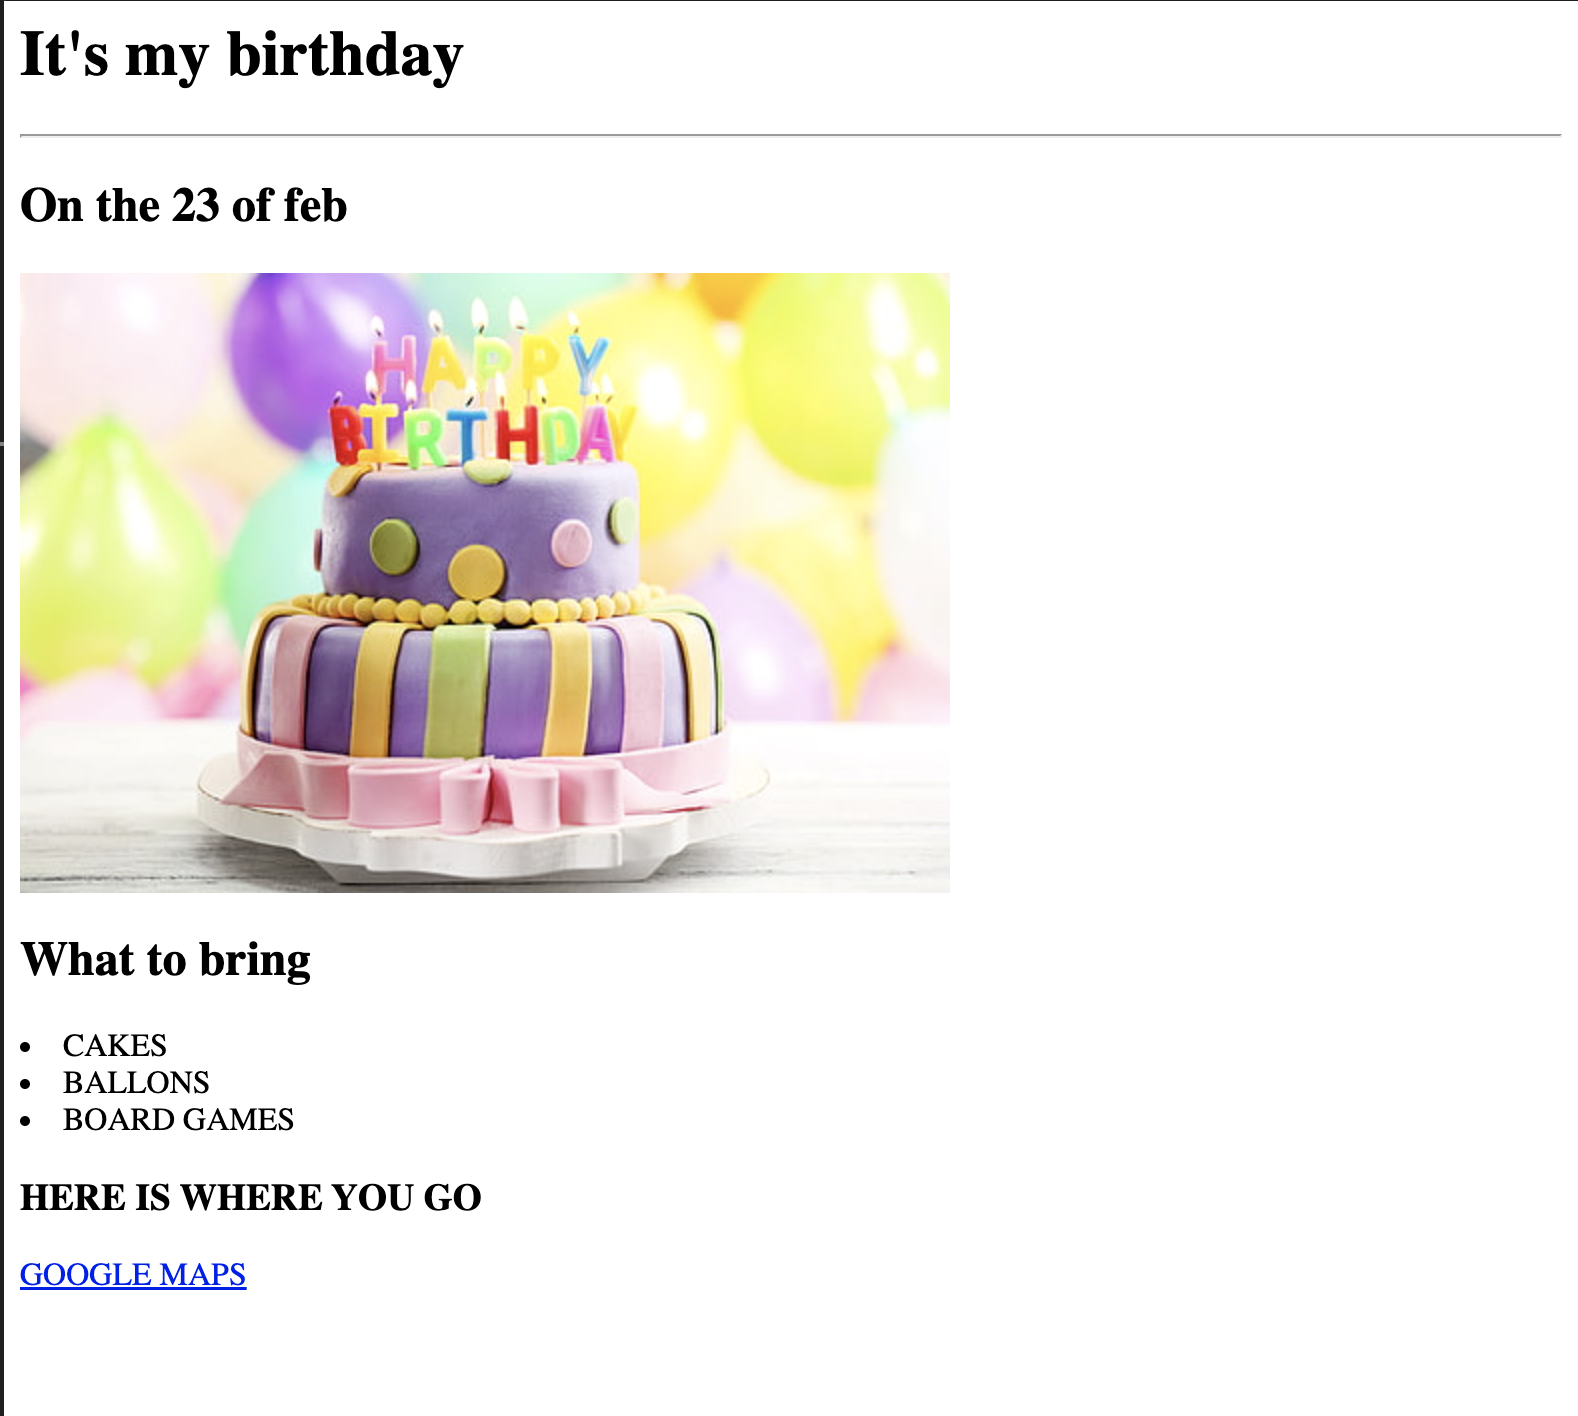 It's my birthday
On the 23 of feb
HAPPY
BIRTHDAY
What to bring
CAKES
BALLONS
BOARD GAMES
HERE IS WHERE YOU GO
GOOGLE MAPS